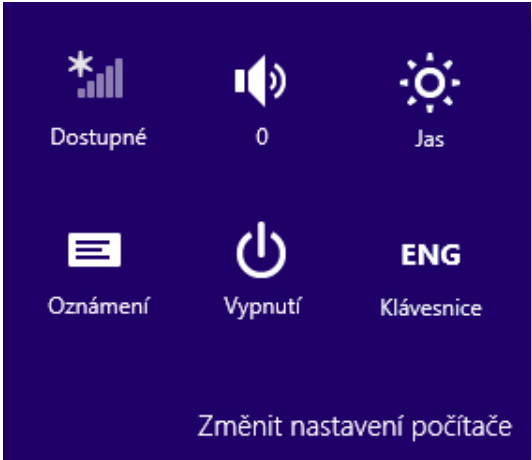 Dostupné 0 Jas
ENG
Oznámení Vypnutí Klávesnice
Změnit nastavení počítače